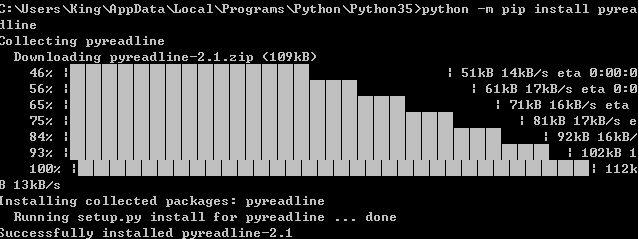 C:\Users\King\AppData\Local\Programs\Python\Python35>python -m pip install pyrea
dline
Collecting pyreadline
  Downloading pyreadline-2.1.zip (109kB)
    46% |                | 51kB 14kB/s eta 0:00:0
    56% |                | 61kB 17kB/s eta 0:0
    65% |                | 71kB 16kB/s eta
    75% |                | 81kB 17kB/s e
    84% |                | 92kB 16kB/
    93% |                | 102kB 1
    100% |                | 112k
B 13kB/s
Installing collected packages: pyreadline
  Running setup.py install for pyreadline ... done
Successfully installed pyreadline-2.1